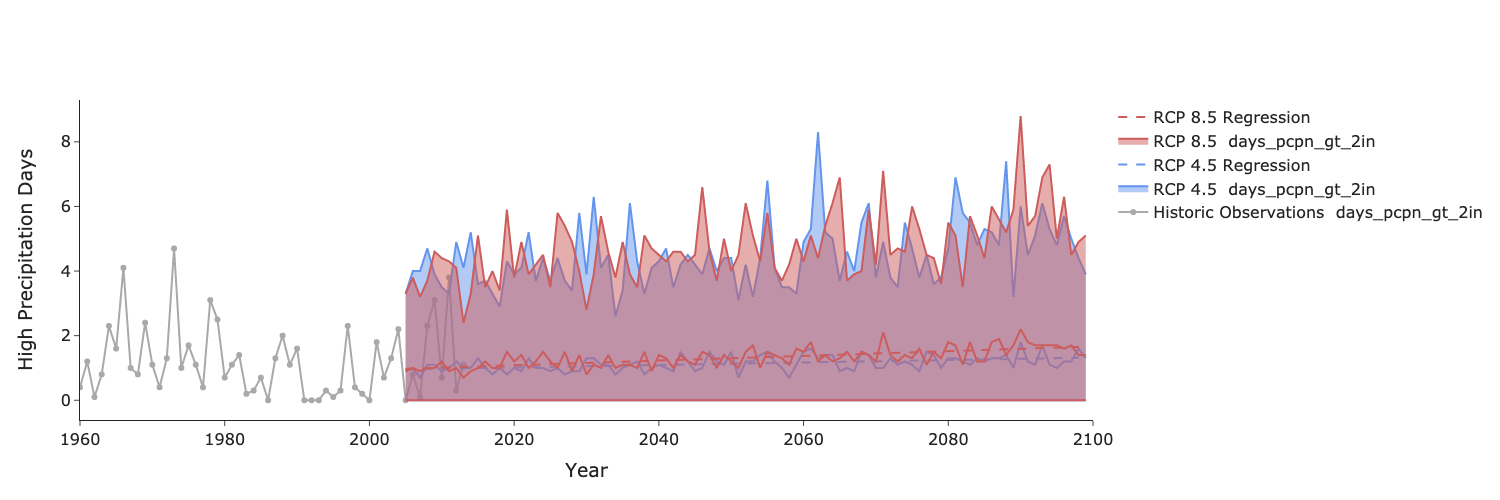 High Precipitation Days
8
6
4
2
0
1960 1980 2000 2020 2040 2060 2080 2100
Year
RCP 8.5 Regression
RCP 8.5 days_pcpn_gt_2in
RCP 4.5 Regression
RCP 4.5 days_pcpn_gt_2in
Historic Observations days_pcpn_gt_2in